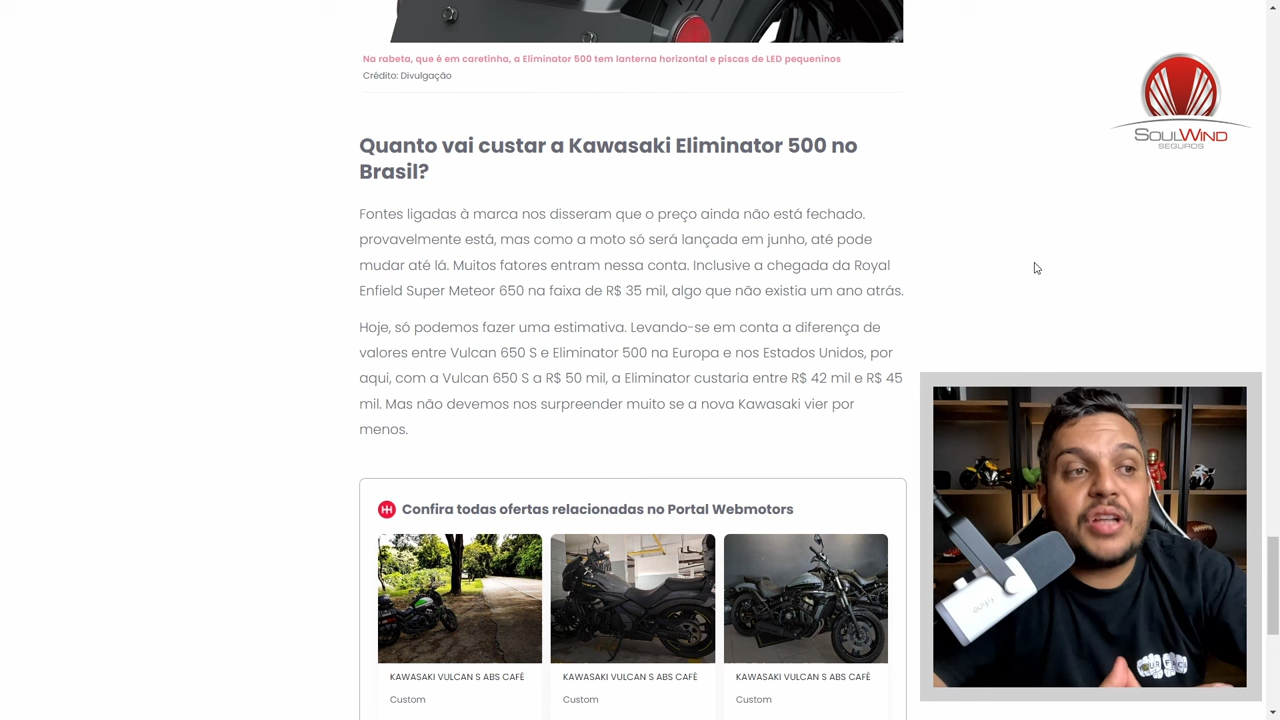 Na rabeta, que é em caretinha, a Eliminator 500 tem lanterna horizontal e piscas de LED pequeninos
Crédito: Divulgação
SOULWIND
SEGUROS
Quanto vai custar a Kawasaki Eliminator 500 no
Brasil?
Fontes ligadas à marca nos disseram que o preço ainda não está fechado.
provavelmente está, mas como a moto só será lançada em junho, até pode
mudar até lá. Muitos fatores entram nessa conta. Inclusive a chegada da Royal
Enfield Super Meteor 650 na faixa de R$ 35 mil, algo que não existia um ano atrás.
Hoje, só podemos fazer uma estimativa. Levando-se em conta a diferença de
valores entre Vulcan 650 S e Eliminator 500 na Europa e nos Estados Unidos, por
aqui, com a Vulcan 650 S a R$ 50 mil, a Eliminator custaria entre R$ 42 mil e R$ 45
mil. Mas não devemos nos surpreender muito se a nova Kawasaki vier por
menos.
Confira todas ofertas relacionadas no Portal Webmotors
KAWASAKI VULCAN S ABS CAFÉ
Custom
KAWASAKI VULCAN S ABS CAFÉ
Custom
KAWASAKI VULCAN S ABS CAFÉ
Custom